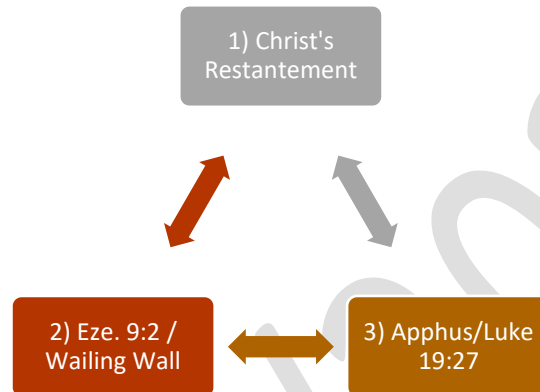 1) Christ's
Restantement
2) Eze. 9:2 /
Wailing Wall
3) Apphus/Luke
19:27